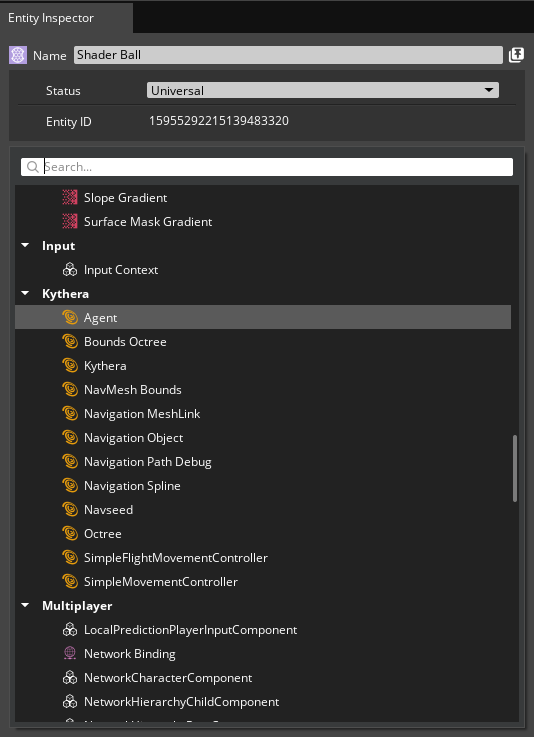 Entity Inspector
Name Shader Ball
Status Universal
Entity ID 15955292215139483320
Search...
Slope Gradient
Surface Mask Gradient
Input
Input Context
Kythera
Agent
Bounds Octree
Kythera
NavMesh Bounds
Navigation MeshLink
Navigation Object
Navigation Path Debug
Navigation Spline
Navseed
Octree
SimpleFlightMovementController
SimpleMovementController
Multiplayer
LocalPredictionPlayerInputComponent
Network Binding
NetworkCharacterComponent
NetworkHierarchyChildComponent